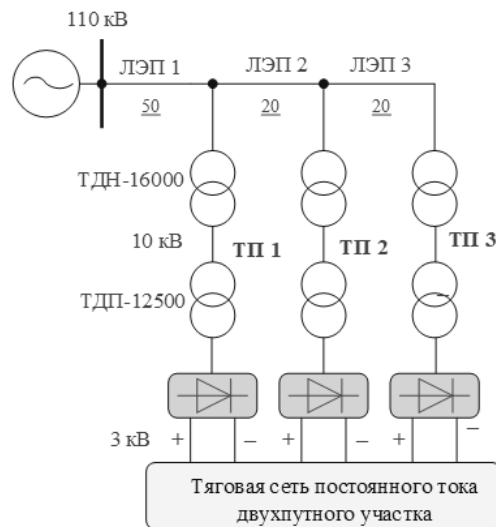 110 кВ
ЛЭП 1 ЛЭП 2 ЛЭП 3
50 20 20
ТДН-16000
10 кВ ТП 1 ТП 2 ТП 3
ТДП-12500
3 кВ + − + − + −
Тяговая сеть постоянного тока
двухпутного участка